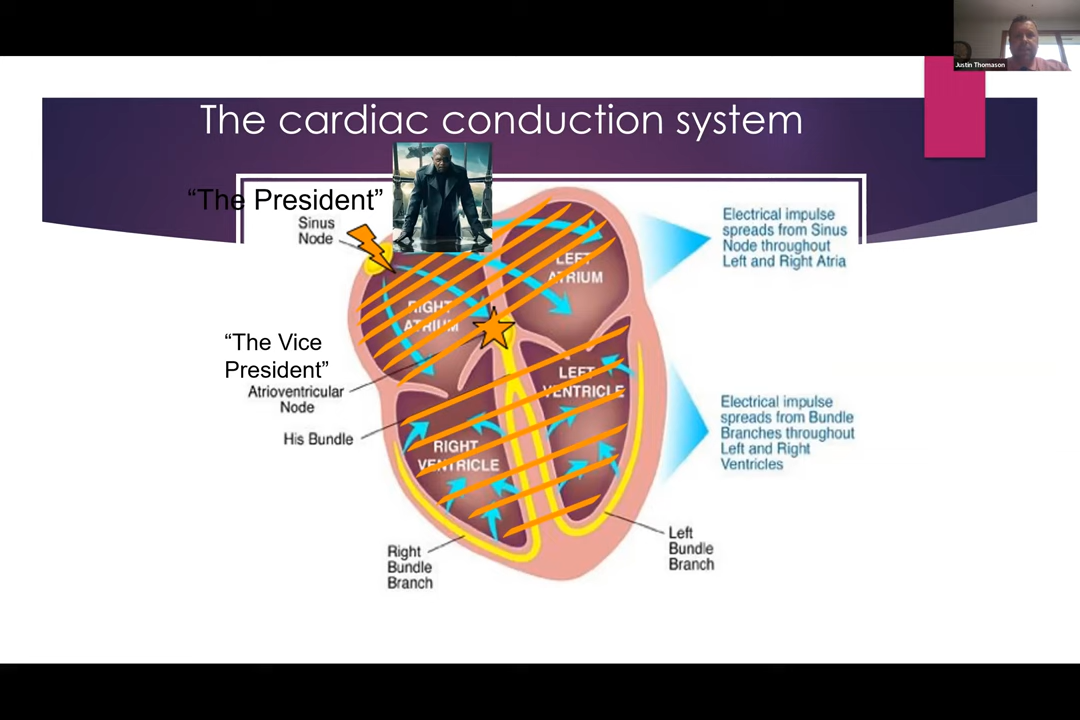 Justin Thomason
The cardiac conduction system
“The President”
Sinus
Node
“The Vice
President”
Atrioventricular
Node
His Bundle
Right
Bundle
Branch
RIGHT
ATRIUM
LEFT
ATRIUM
LEFT
VENTRICLE
RIGHT
VENTRICLE
Electrical impulse
spreads from Sinus
Node throughout
Left and Right Atria
Electrical impulse
spreads from Bundle
Branches throughout
Left and Right
Ventricles
Left
Bundle
Branch